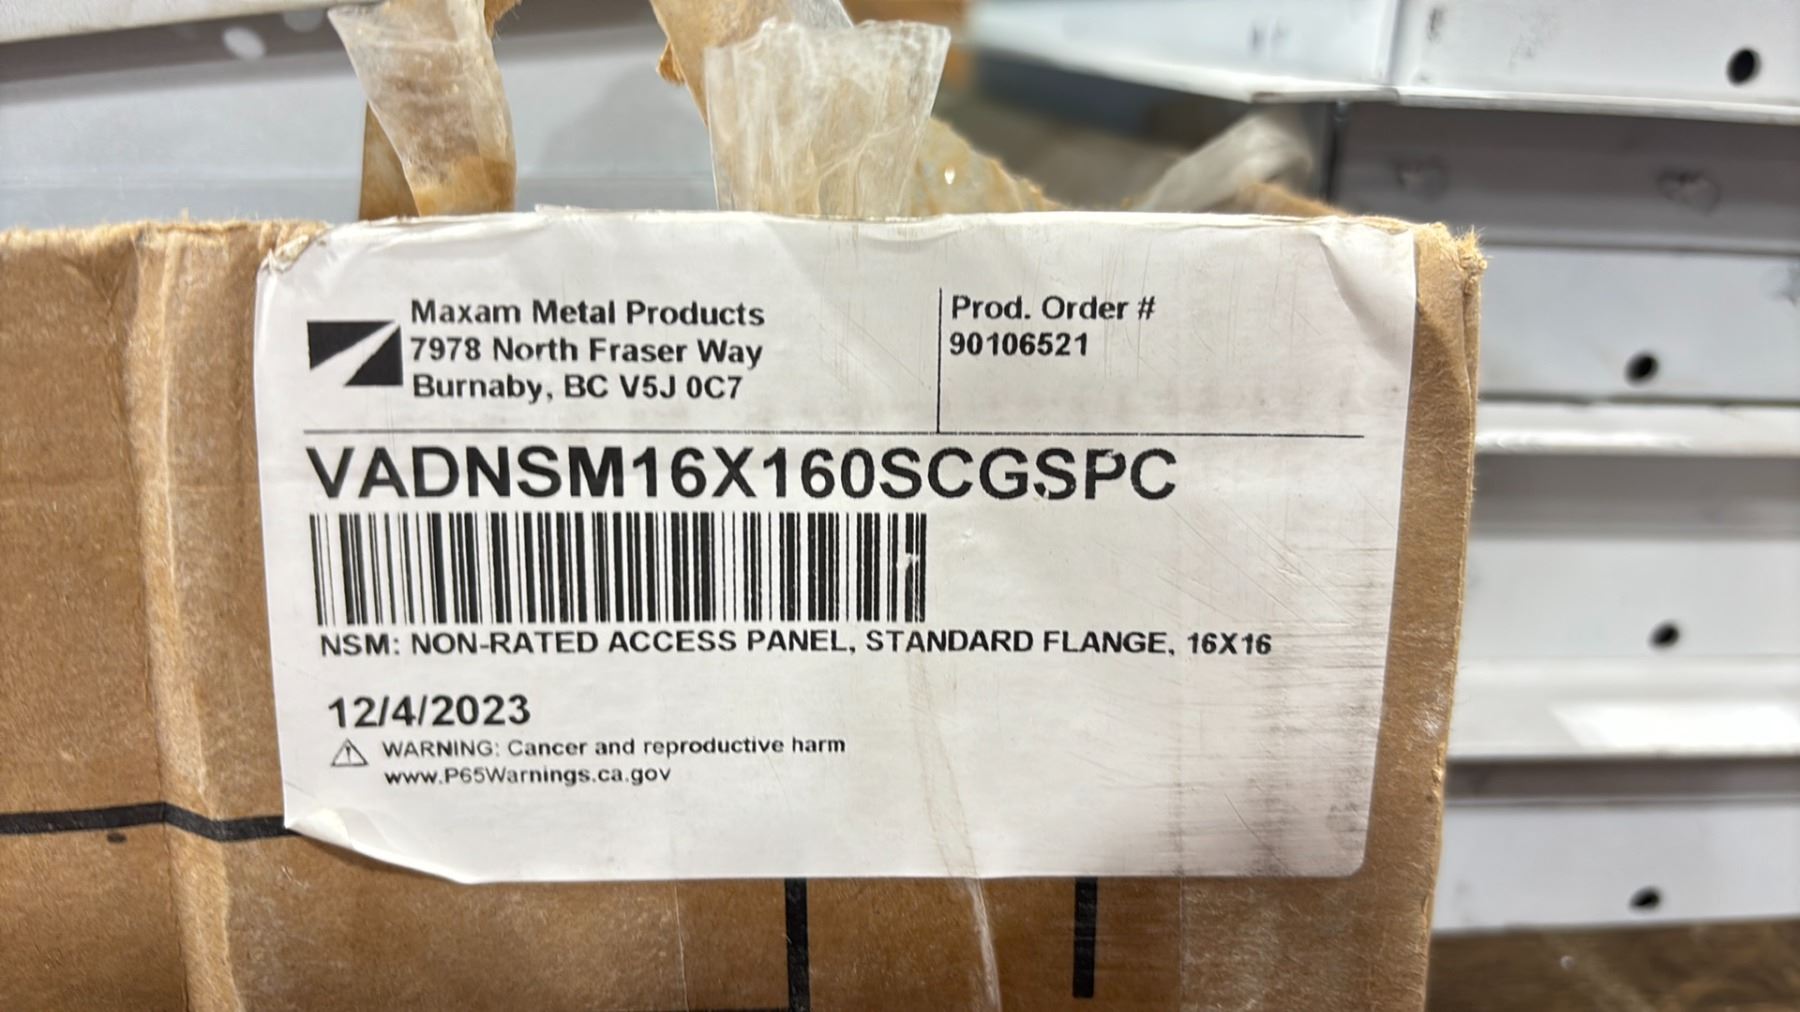 Maxam Metal Products
7978 North Fraser Way
Burnaby, BC V5J 0C7
Prod. Order #
90106521
VADNSM16X160SCGSPC
NSM: NON-RATED ACCESS PANEL, STANDARD FLANGE, 16X16
12/4/2023
WARNING: Cancer and reproductive harm
www.P65Warnings.ca.gov